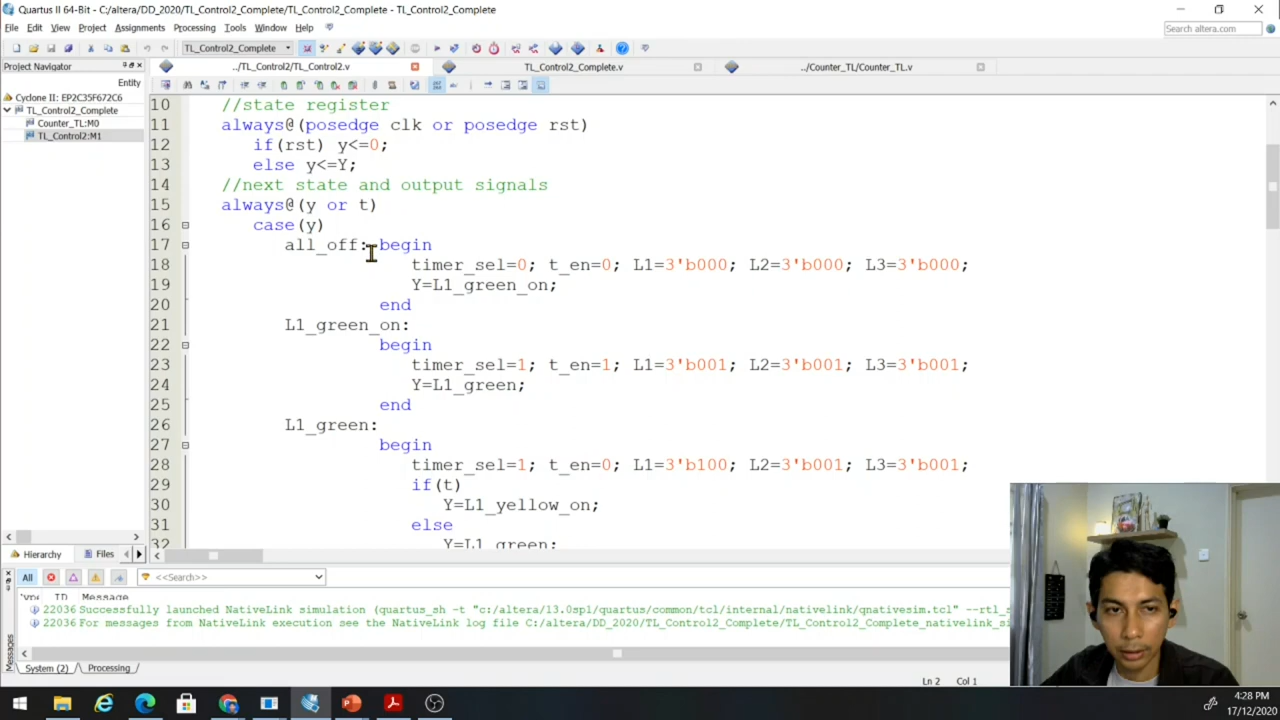 Quartus II 64-Bit - C:/altera/DD_2020/TL_Control2_Complete/TL_Control2_Complete - TL_Control2_Complete
File Edit View Project Assignments Processing Tools Window Help
Search altera.com
TL_Control2_Complete
Project Navigator
../TL_Control2/TL_Control2.v
TL_Control2_Complete.v
../Counter_TL/Counter_TL.v
Entity
Cyclone II: EP2C35F672C6
TL_Control2_Complete
Counter_TL:M0
TL_Control2:M1
10 //state register
11 always@(posedge clk or posedge rst)
12 if(rst) y<=0;
13 else y<=Y;
14 //next state and output signals
15 always@(y or t)
16 case(y)
17 all_off: begin
18 timer_sel=0; t_en=0; L1=3'b000; L2=3'b000; L3=3'b000;
19 Y=L1_green_on;
20 end
21 L1_green_on:
22 begin
23 timer_sel=1; t_en=1; L1=3'b001; L2=3'b001; L3=3'b001;
24 Y=L1_green;
25 end
26 L1_green:
27 begin
28 timer_sel=1; t_en=0; L1=3'b100; L2=3'b001; L3=3'b001;
29 if(t)
30 Y=L1_yellow_on;
31 else
32 Y=L1_green;
Hierarchy Files
All <<Search>>
ID Message
22036 Successfully launched NativeLink simulation (quartus_sh -t "c:/altera/13.0sp1/quartus/common/tcl/internal/nativelink/qnativesim.tcl" --rtl_s
22036 For messages from NativeLink execution see the NativeLink log file C:/altera/DD_2020/TL_Control2_Complete/TL_Control2_Complete_nativelink_si
Messages
System (2) Processing
Ln 2 Col 1
4:28 PM
17/12/2020